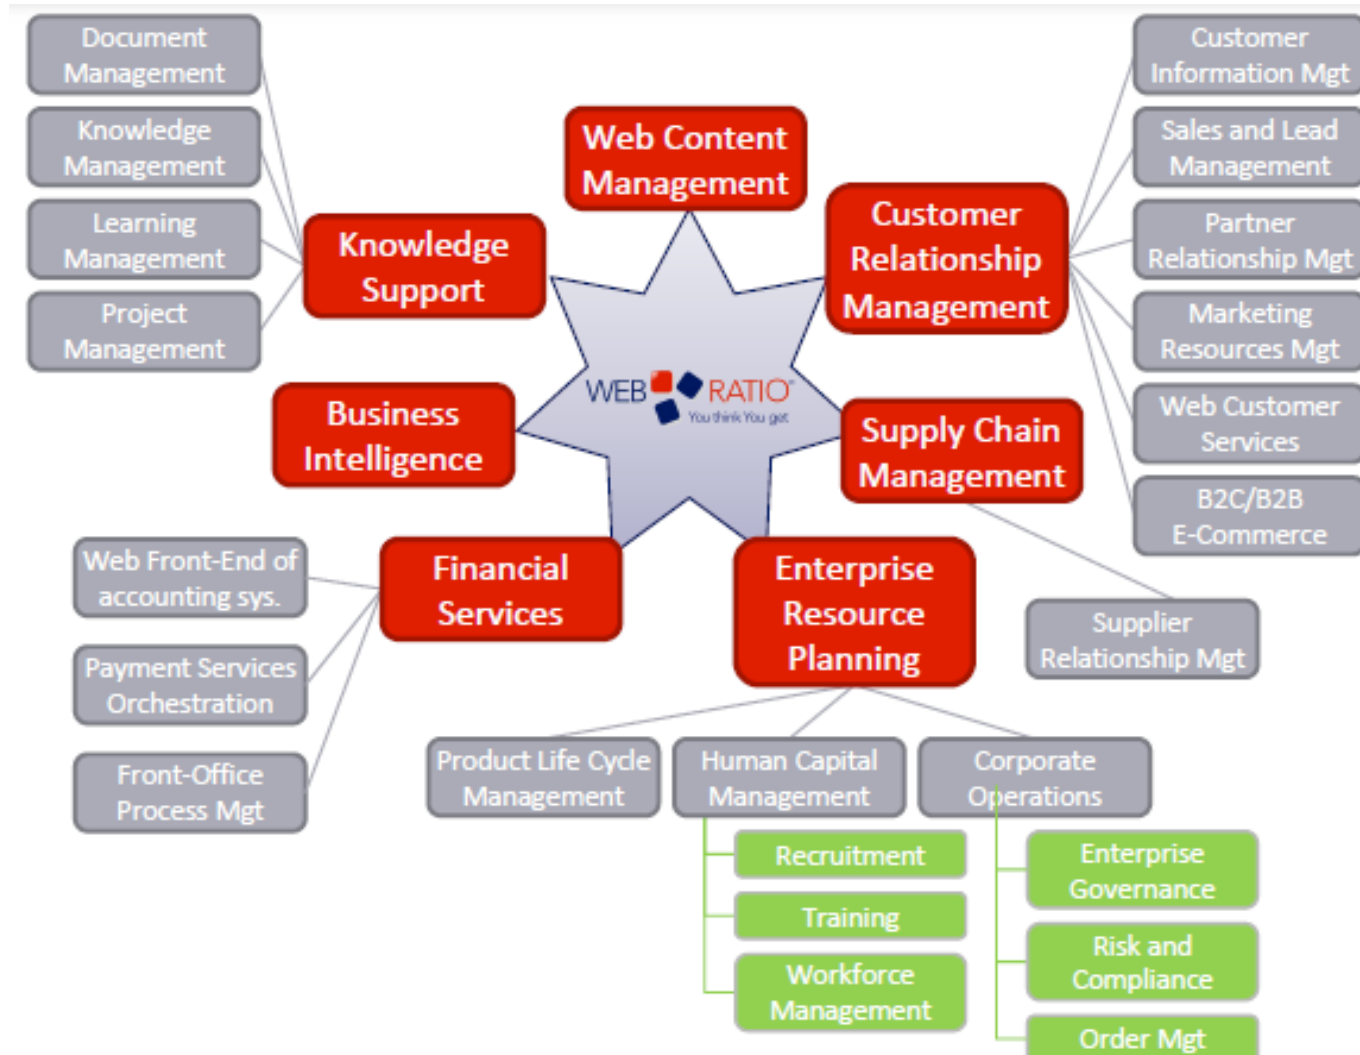 Document
Management
Knowledge
Management
Learning
Management
Project
Management
Knowledge
Support
Web Content
Management
Customer
Relationship
Management
Customer
Information Mgt
Sales and Lead
Management
Partner
Relationship Mgt
Marketing
Resources Mgt
Web Customer
Services
B2C/B2B
E-Commerce
WEB RATIO™
You think You get
Business
Intelligence
Supply Chain
Management
Supplier
Relationship Mgt
Financial
Services
Web Front-End of
accounting sys.
Payment Services
Orchestration
Front-Office
Process Mgt
Enterprise
Resource
Planning
Product Life Cycle
Management
Human Capital
Management
Recruitment
Training
Workforce
Management
Corporate
Operations
Enterprise
Governance
Risk and
Compliance
Order Mgt